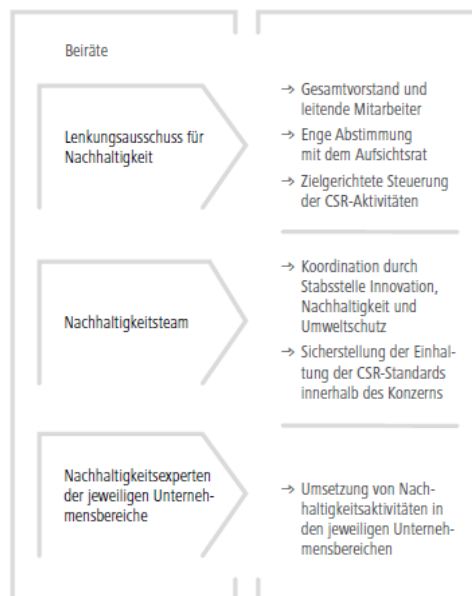 Beiräte
Lenkungsausschuss für
Nachhaltigkeit
→ Gesamtvorstand und
leitende Mitarbeiter
→ Enge Abstimmung
mit dem Aufsichtsrat
→ Zielgerichtete Steuerung
der CSR-Aktivitäten
Nachhaltigkeitsteam
→ Koordination durch
Stabsstelle Innovation,
Nachhaltigkeit und
Umweltschutz
→ Sicherstellung der Einhal-
tung der CSR-Standards
innerhalb des Konzerns
Nachhaltigkeitsexperten
der jeweiligen Unterneh-
mensbereiche
→ Umsetzung von Nach-
haltigkeitsaktivitäten in
den jeweiligen Unterneh-
mensbereichen